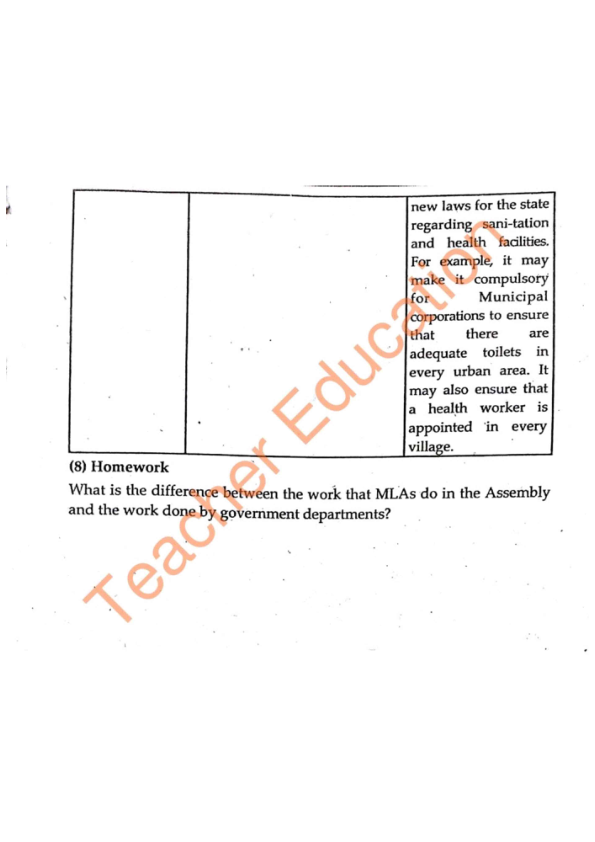 new laws for the state
regarding sani-tation
and health facilities.
For example, it may
make it compulsory
for Municipal
corporations to ensure
that there are
adequate toilets in
every urban area. It
may also ensure that
a health worker is
appointed in every
village.
(8) Homework
What is the difference between the work that MLAs do in the Assembly
and the work done by government departments?
Teacher Education